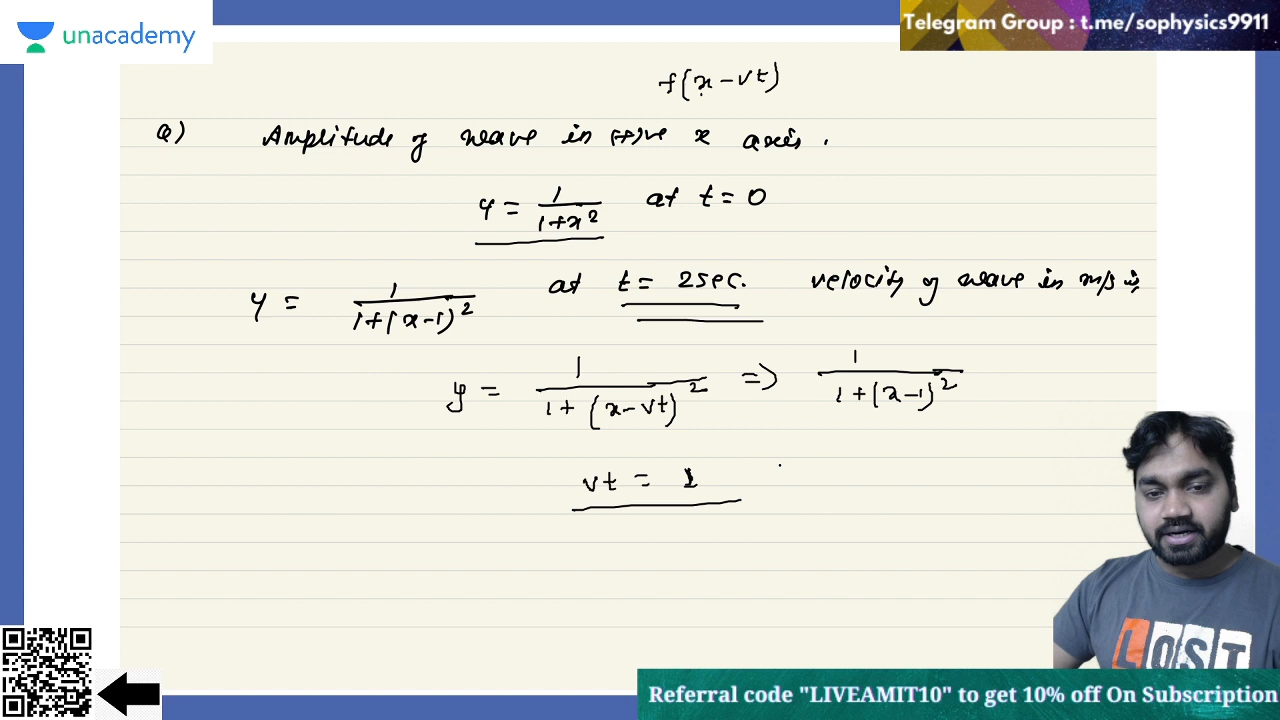 unacademy
Telegram Group : t.me/sophysics9911
f(x-vt)
Q) Amplitude of wave in (+)ve x axis.
y = 1/(1+x²) at t = 0
y = 1/(1+(x-1)²) at t = 2sec. velocity of wave in m/s is
y = 1/(1+(x-vt)²) => 1/(1+(x-1)²)
vt = 1
LOST
Referral code "LIVEAMIT10" to get 10% off On Subscription